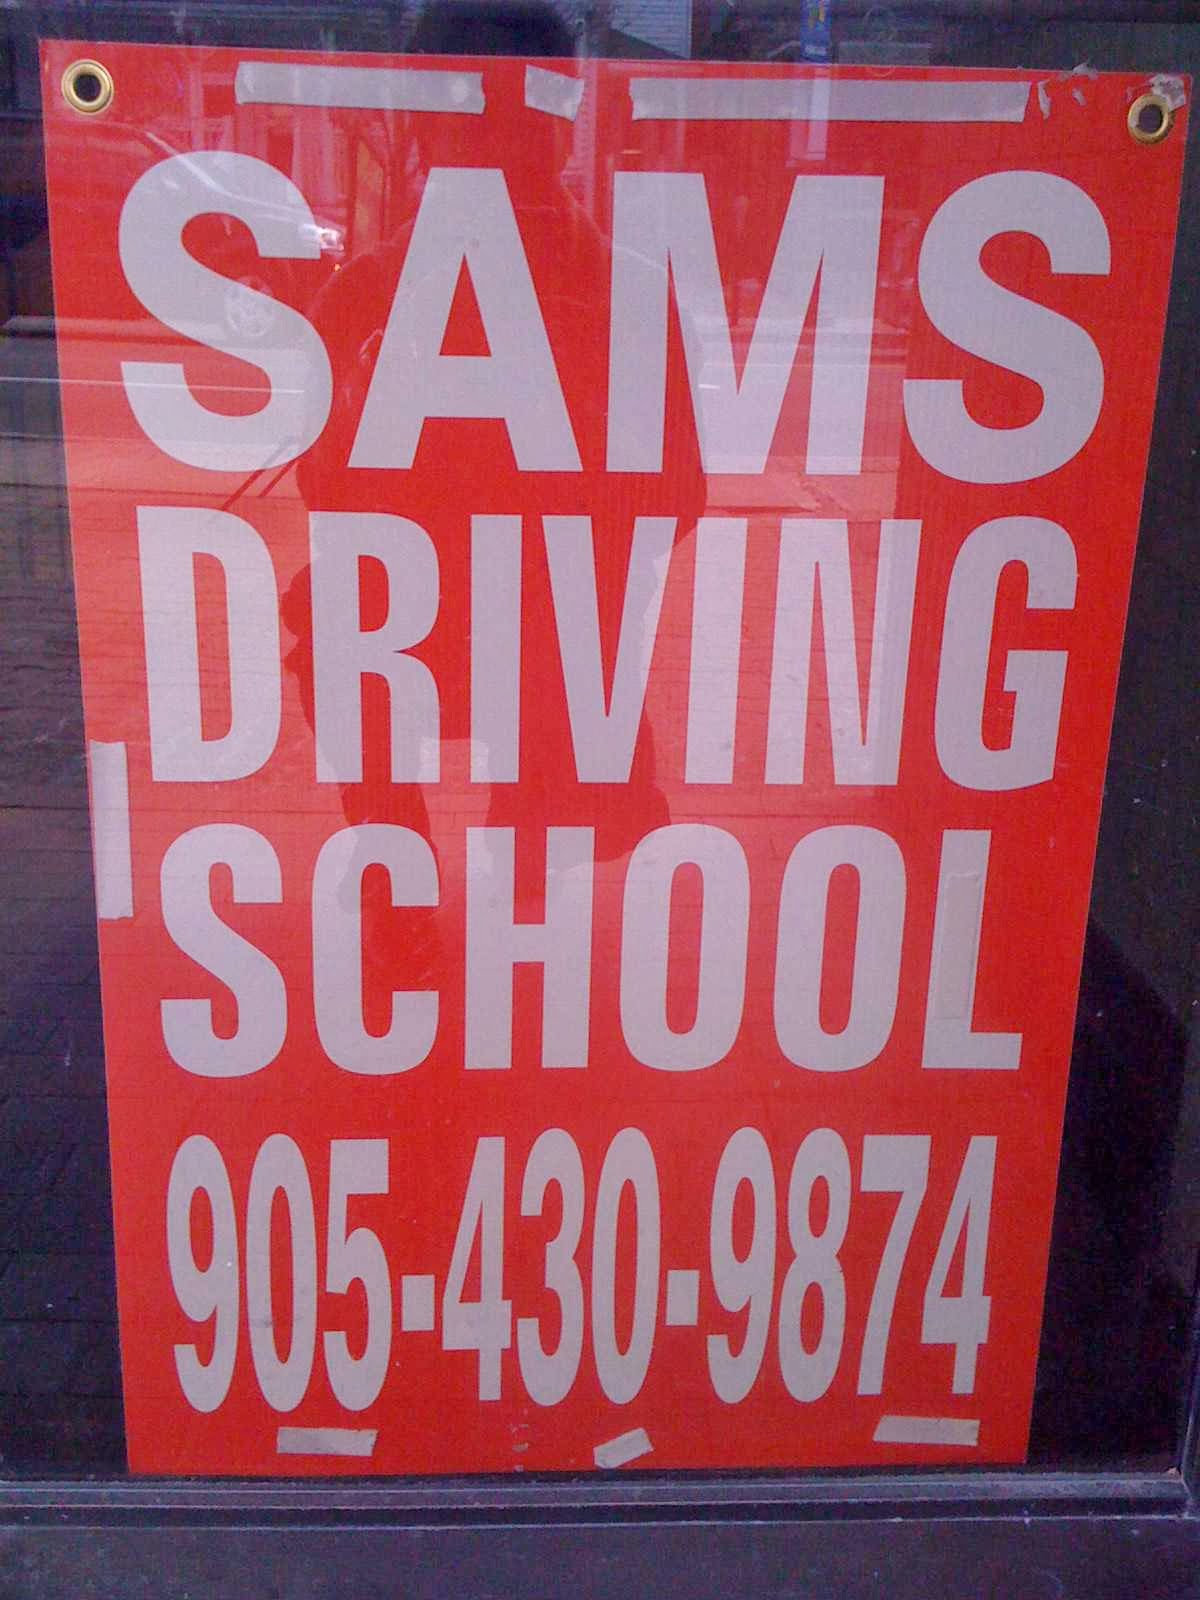 SAMS
DRIVING
SCHOOL
905-430-9874